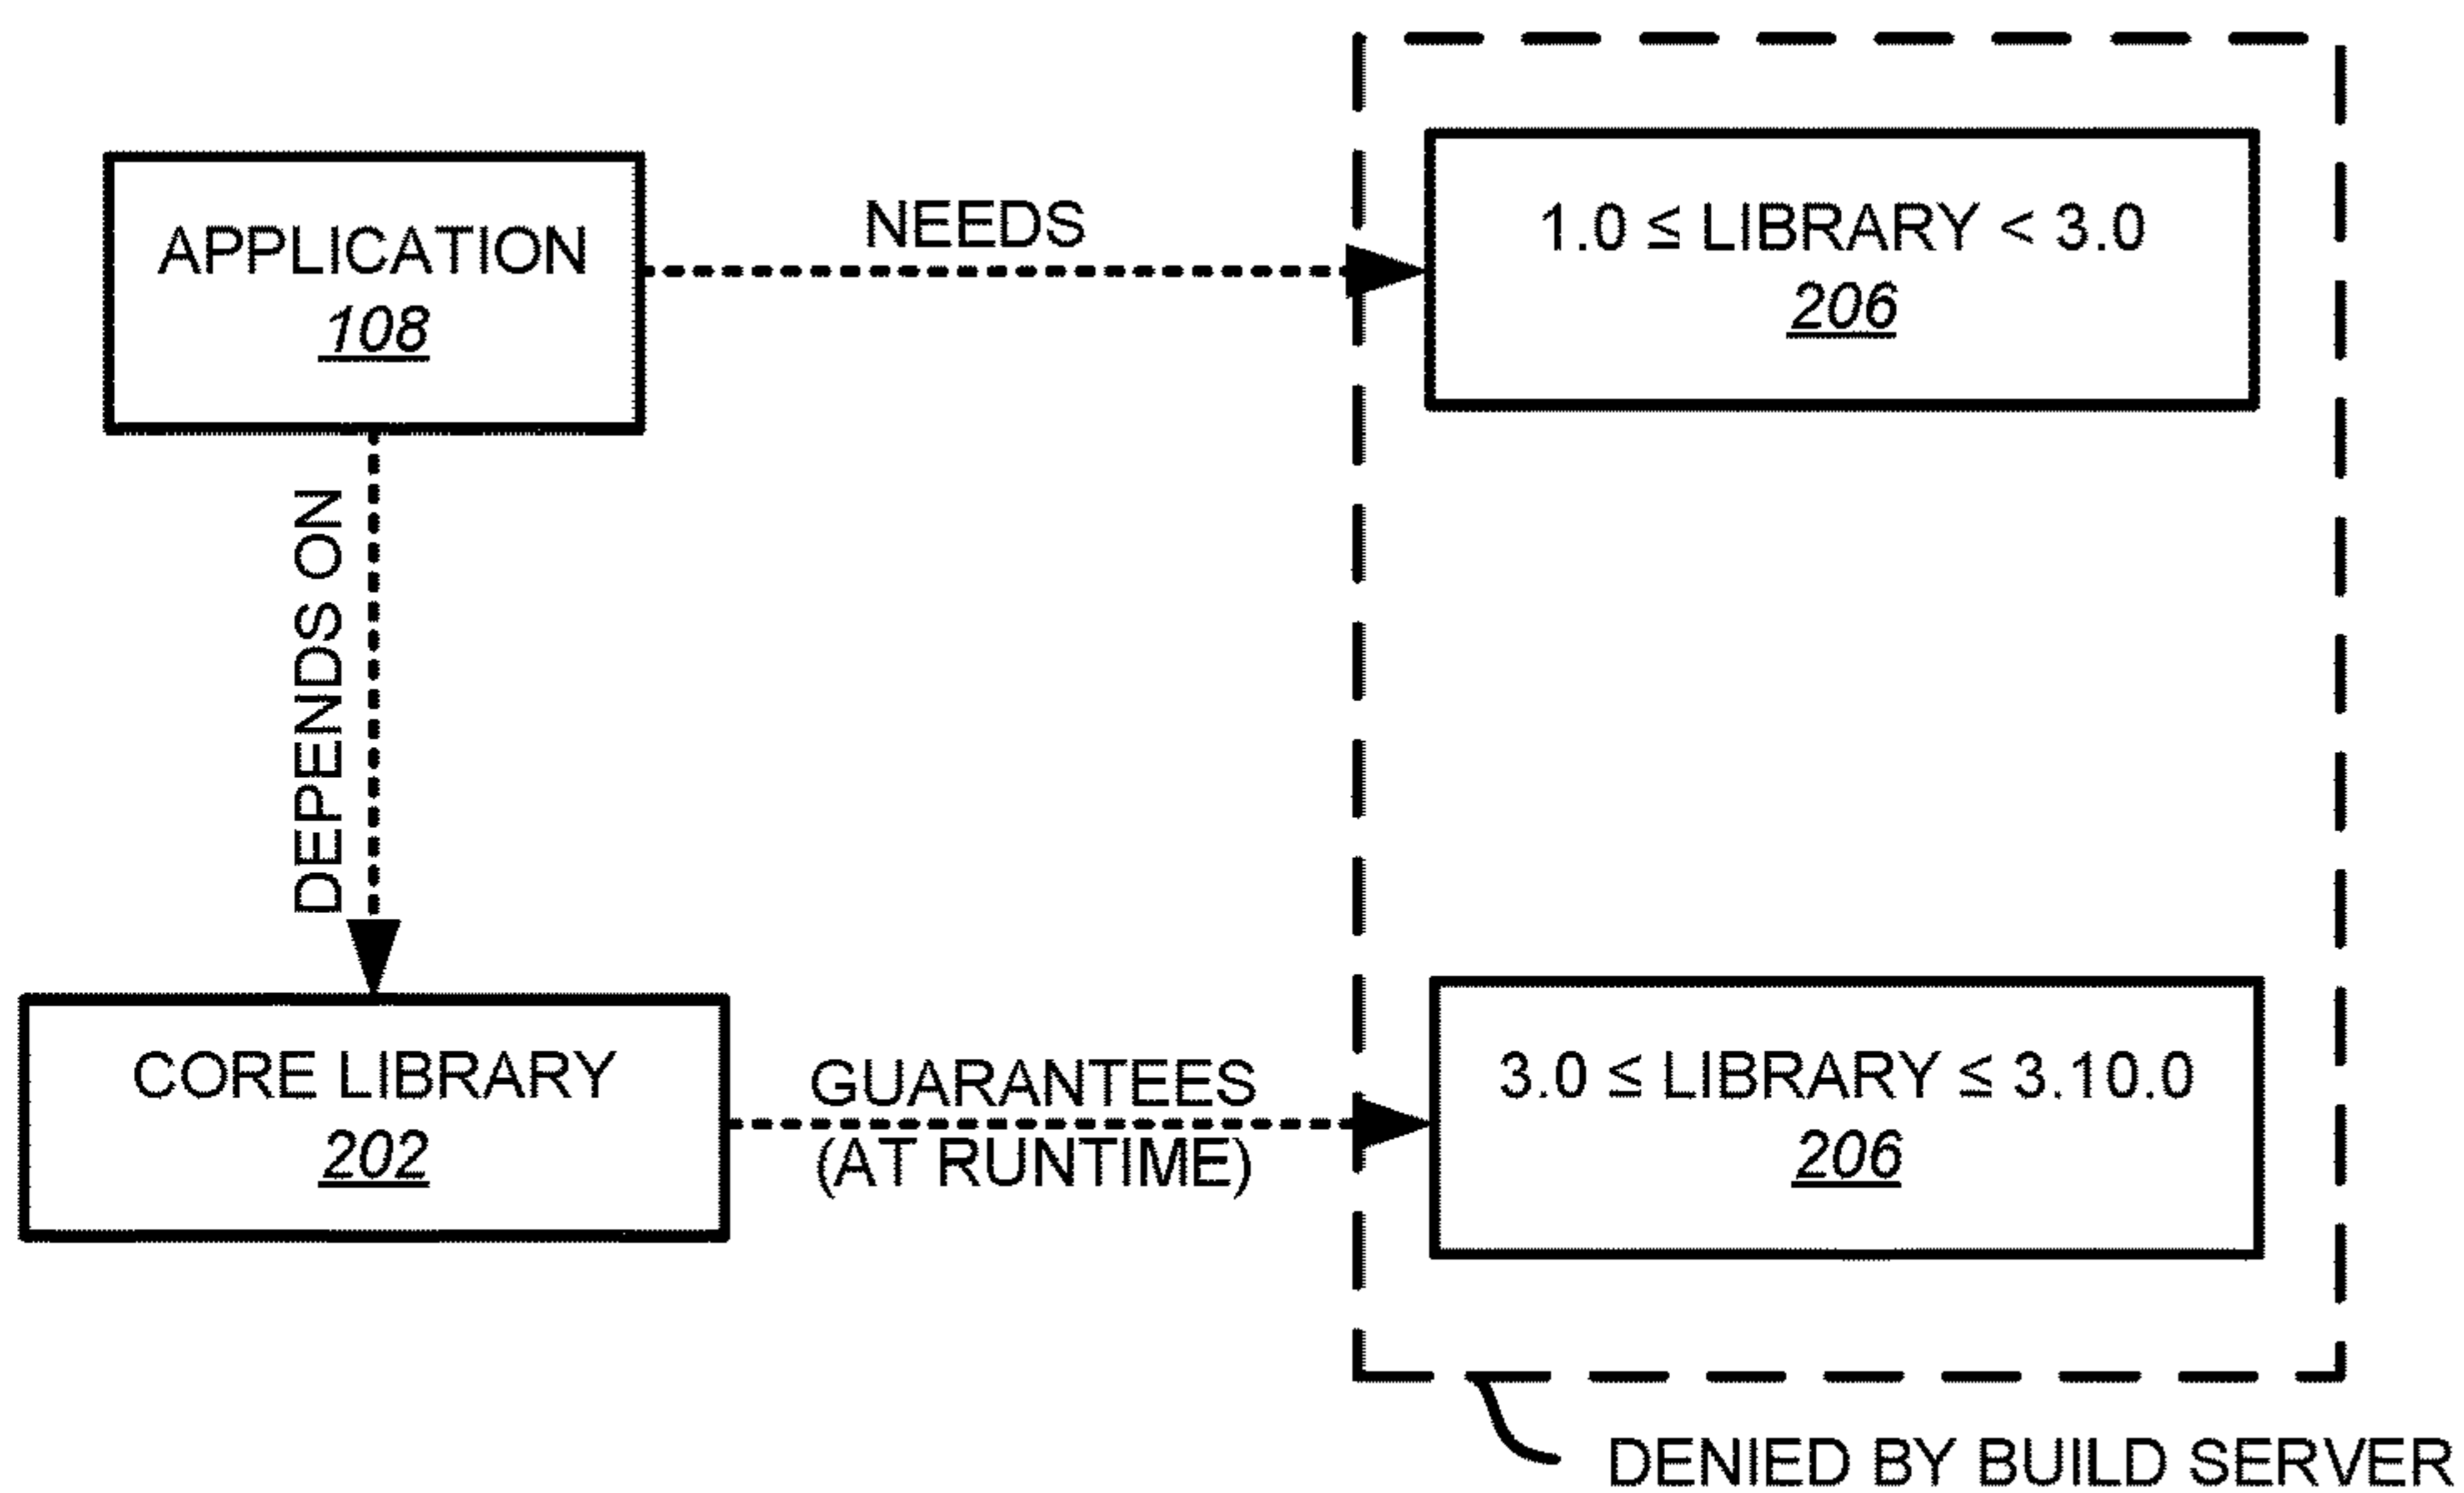 APPLICATION
108
NEEDS
1.0 ≤ LIBRARY < 3.0
206
DEPENDS ON
CORE LIBRARY
202
GUARANTEES
(AT RUNTIME)
3.0 ≤ LIBRARY ≤ 3.10.0
206
DENIED BY BUILD SERVER